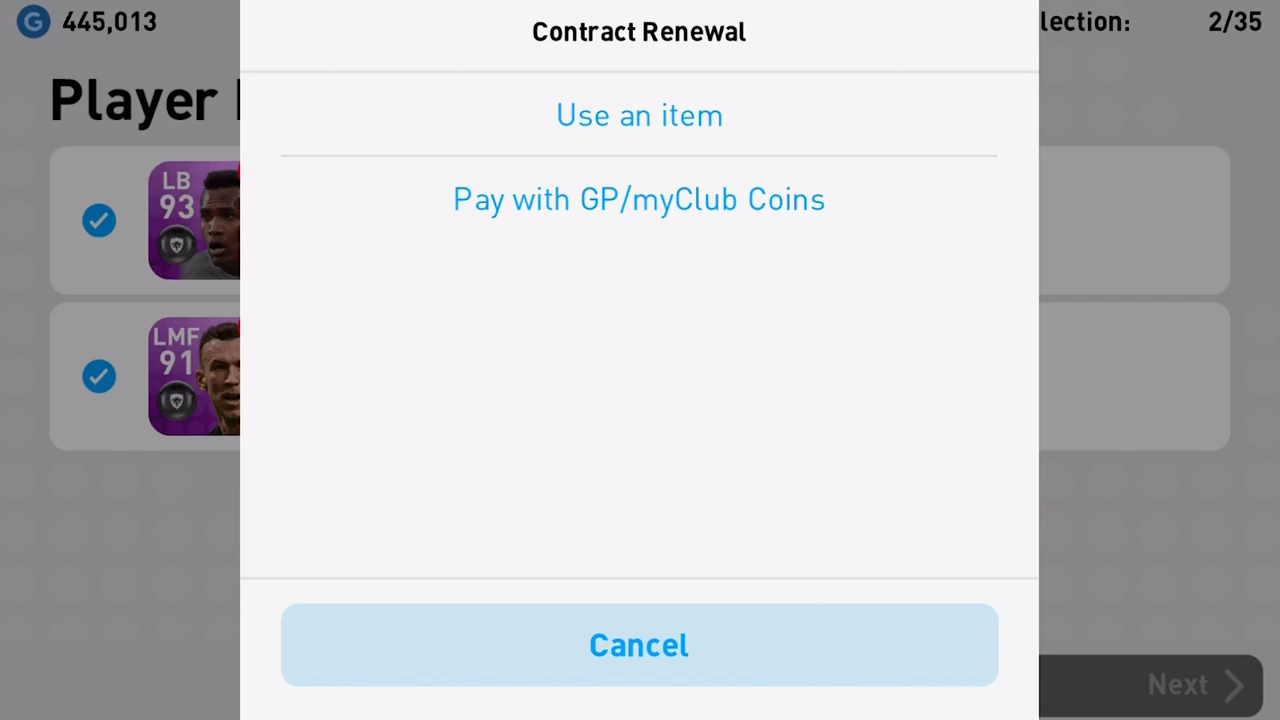 G 445,013
Contract Renewal
lection: 2/35
Player
Use an item
LB
93
Pay with GP/myClub Coins
LMF
91
Cancel
Next